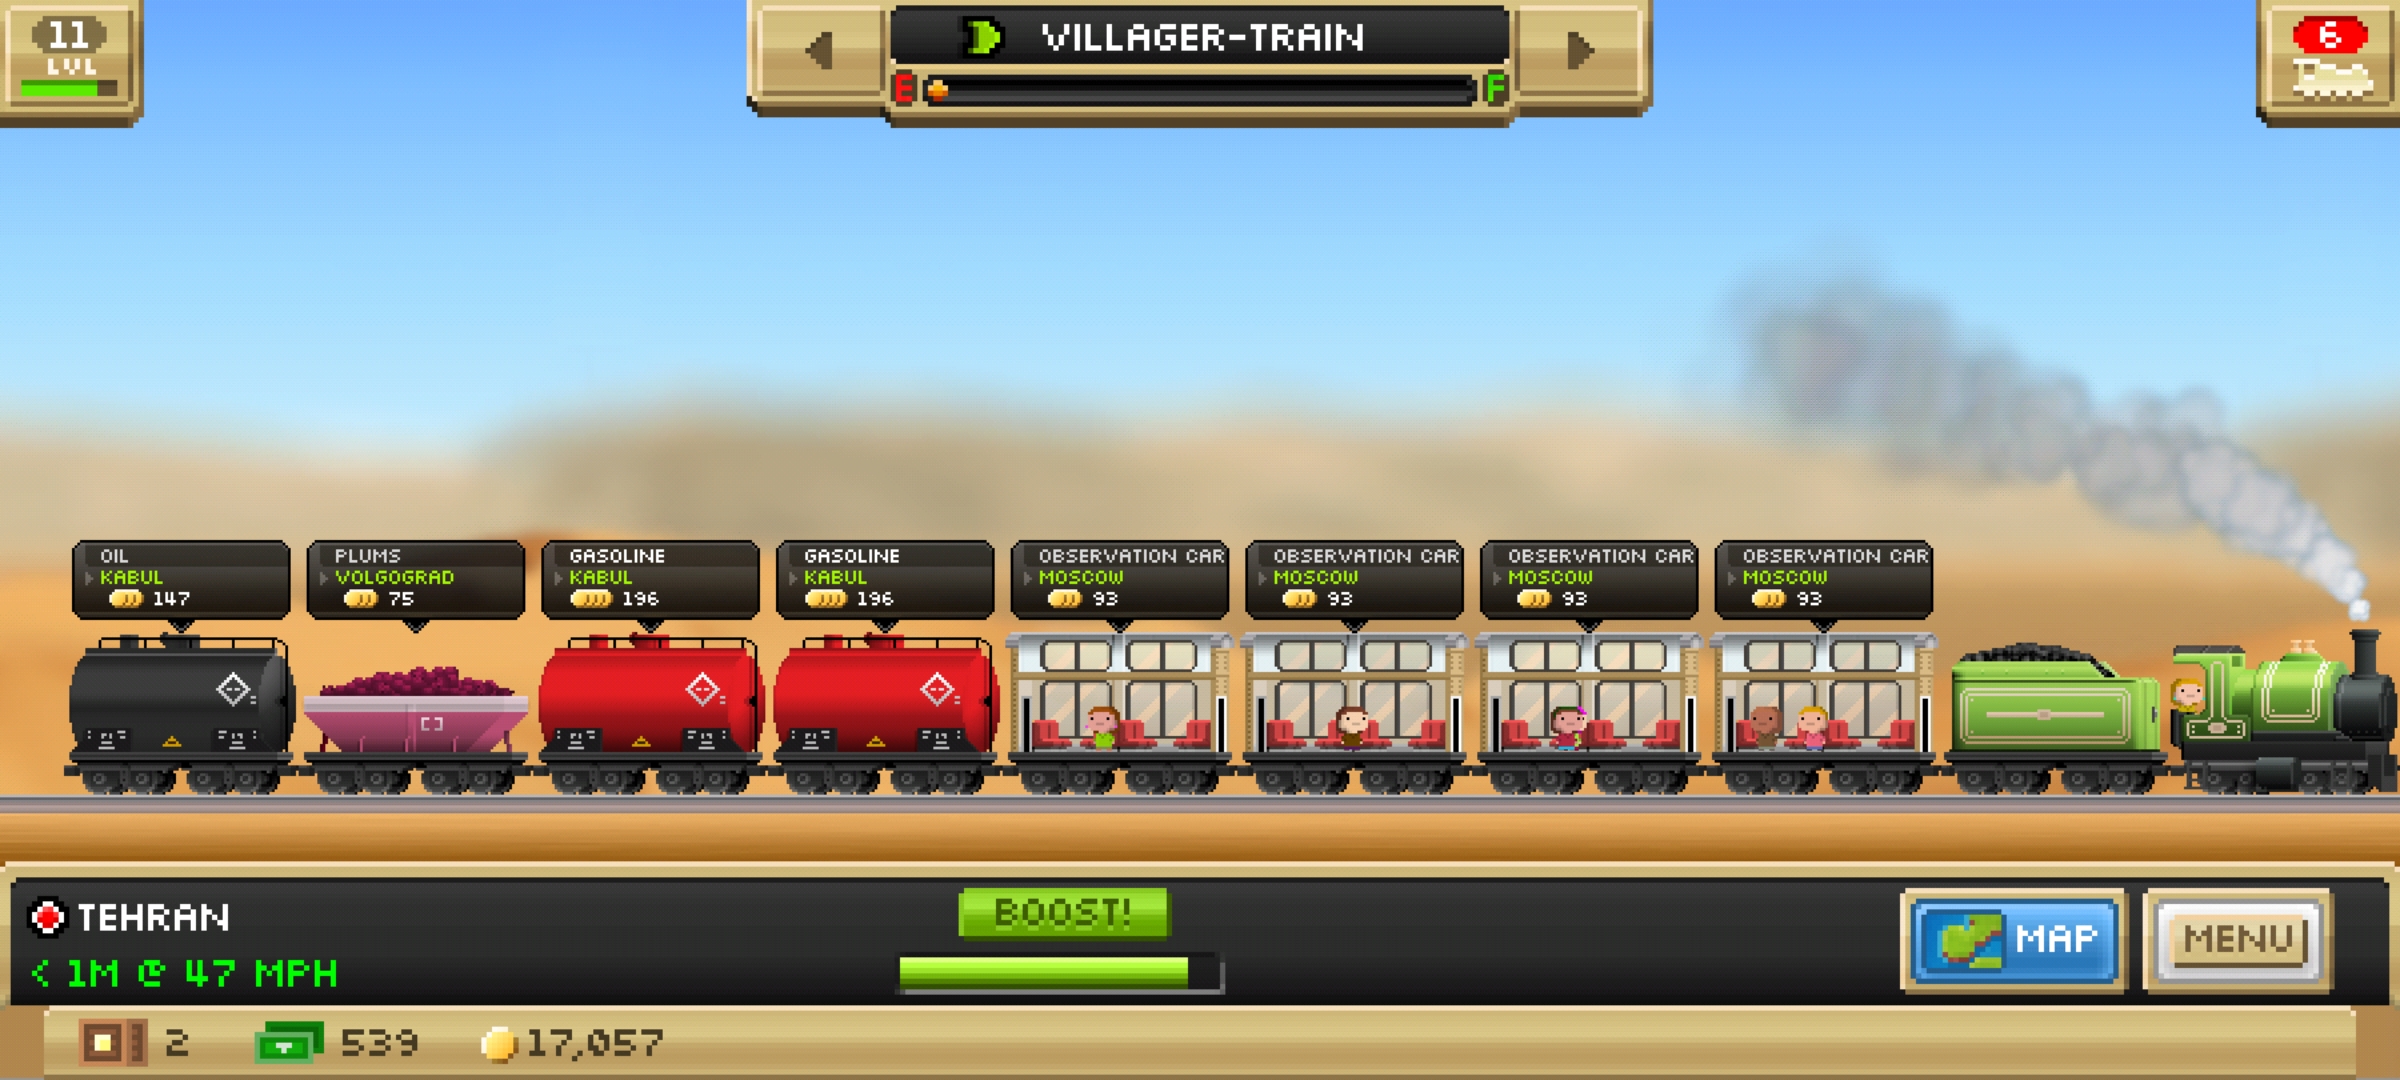 11
LVL
VILLAGER-TRAIN
E F
6
OIL
KABUL
147
PLUMS
VOLGOGRAD
75
GASOLINE
KABUL
196
GASOLINE
KABUL
196
OBSERVATION CAR
MOSCOW
93
OBSERVATION CAR
MOSCOW
93
OBSERVATION CAR
MOSCOW
93
OBSERVATION CAR
MOSCOW
93
TEHRAN
< 1M @ 47 MPH
BOOST!
MAP
MENU
2
539
17,057